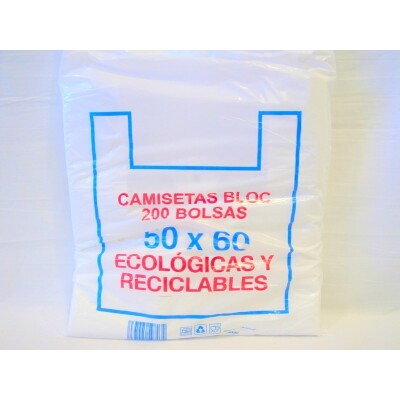 CAMISETAS BLOC
200 BOLSAS
50 x 60
ECOLÓGICAS Y
RECICLABLES